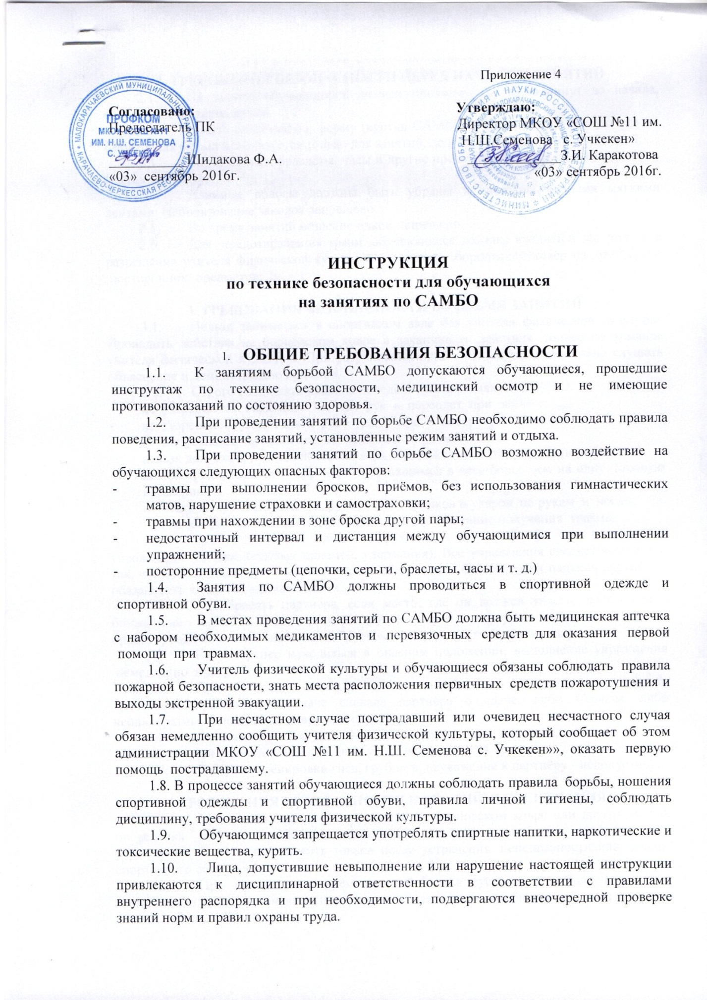 Приложение 4
Согласовано:
Председатель ПК
Шидакова Ф.А.
«03» сентябрь 2016г.
МАЛОКАРАЧАЕВСКИЙ МУНИЦИПАЛЬНЫЙ РАЙОН
КАРАЧАЕВО-ЧЕРКЕССКАЯ РЕСПУБЛИКА
ПРОФКОМ
МКОУ «СОШ №11
ИМ. Н.Ш. СЕМЕНОВА
С. УЧКЕКЕН»
Утверждаю:
Директор МКОУ «СОШ №11 им.
Н.Ш.Семенова с. Учкекен»
З.И. Каракотова
«03» сентябрь 2016г.
ИНСТРУКЦИЯ
по технике безопасности для обучающихся
на занятиях по САМБО
1. ОБЩИЕ ТРЕБОВАНИЯ БЕЗОПАСНОСТИ
1.1. К занятиям борьбой САМБО допускаются обучающиеся, прошедшие
инструктаж по технике безопасности, медицинский осмотр и не имеющие
противопоказаний по состоянию здоровья.
1.2. При проведении занятий по борьбе САМБО необходимо соблюдать правила
поведения, расписание занятий, установленные режим занятий и отдыха.
1.3. При проведении занятий по борьбе САМБО возможно воздействие на
обучающихся следующих опасных факторов:
- травмы при выполнении бросков, приёмов, без использования гимнастических
матов, нарушение страховки и самостраховки;
- травмы при нахождении в зоне броска другой пары;
- недостаточный интервал и дистанция между обучающимися при выполнении
упражнений;
- посторонние предметы (цепочки, серьги, браслеты, часы и т. д.)
1.4. Занятия по САМБО должны проводиться в спортивной одежде и
спортивной обуви.
1.5. В местах проведения занятий по САМБО должна быть медицинская аптечка
с набором необходимых медикаментов и перевязочных средств для оказания первой
помощи при травмах.
1.6. Учитель физической культуры и обучающиеся обязаны соблюдать правила
пожарной безопасности, знать места расположения первичных средств пожаротушения и
выходы экстренной эвакуации.
1.7. При несчастном случае пострадавший или очевидец несчастного случая
обязан немедленно сообщить учителя физической культуры, который сообщает об этом
администрации МКОУ «СОШ №11 им. Н.Ш. Семенова с. Учкекен»», оказать первую
помощь пострадавшему.
1.8. В процессе занятий обучающиеся должны соблюдать правила борьбы, ношения
спортивной одежды и спортивной обуви, правила личной гигиены, соблюдать
дисциплину, требования учителя физической культуры.
1.9. Обучающимся запрещается употреблять спиртные напитки, наркотические и
токсические вещества, курить.
1.10. Лица, допустившие невыполнение или нарушение настоящей инструкции
привлекаются к дисциплинарной ответственности в соответствии с правилами
внутреннего распорядка и при необходимости, подвергаются внеочередной проверке
знаний норм и правил охраны труда.